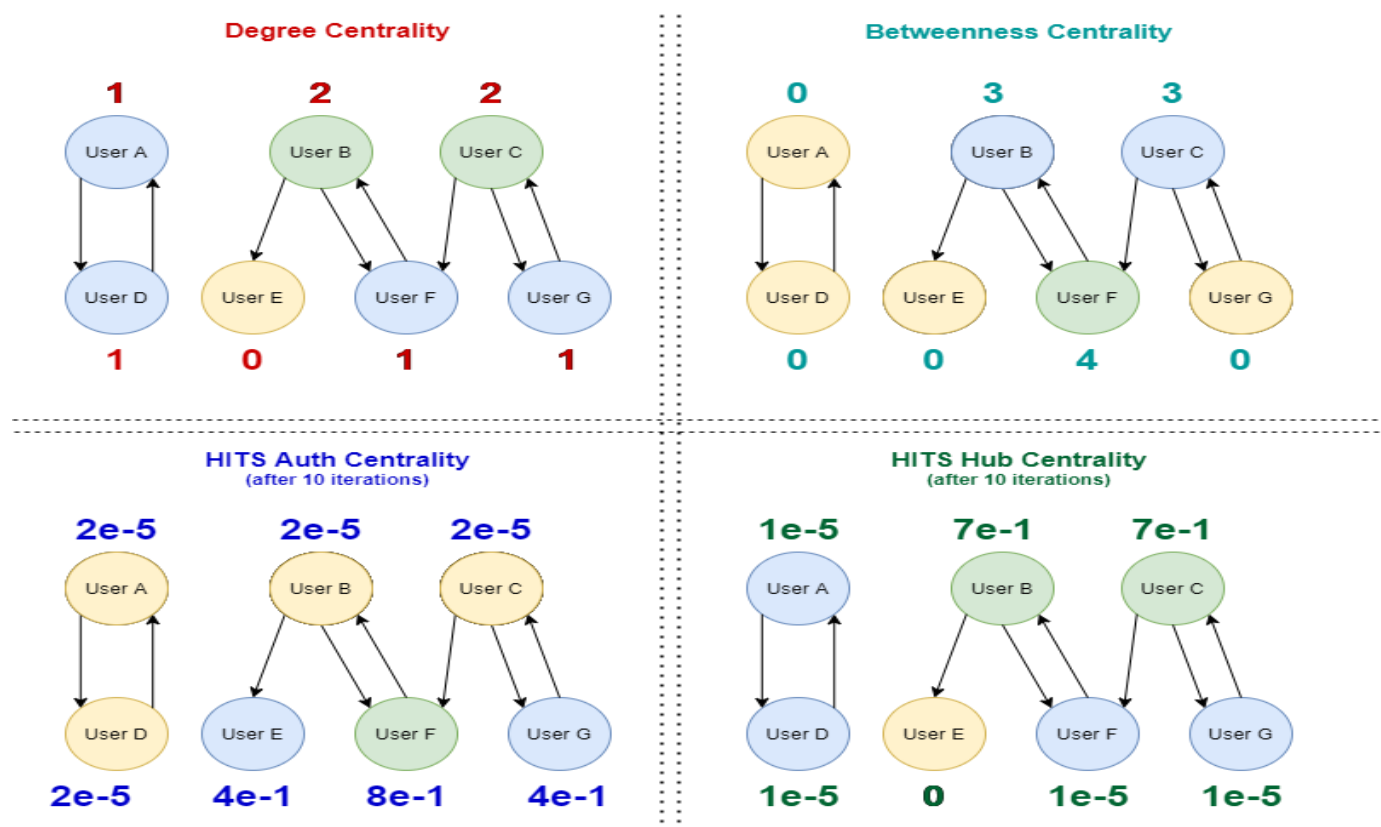 Degree Centrality
1 2 2
User A User B User C
User D User E User F User G
1 0 1 1
Betweenness Centrality
0 3 3
User A User B User C
User D User E User F User G
0 0 4 0
HITS Auth Centrality
(after 10 iterations)
2e-5 2e-5 2e-5
User A User B User C
User D User E User F User G
2e-5 4e-1 8e-1 4e-1
HITS Hub Centrality
(after 10 iterations)
1e-5 7e-1 7e-1
User A User B User C
User D User E User F User G
1e-5 0 1e-5 1e-5